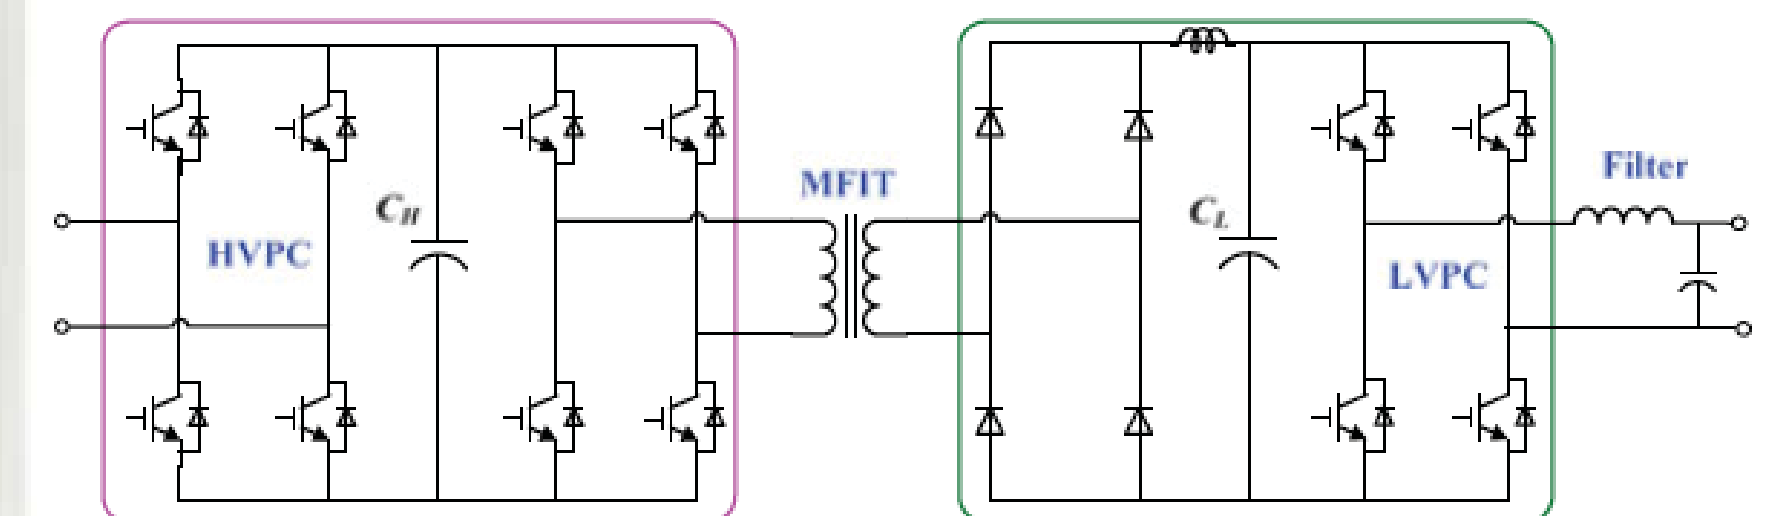 MFIT
Filter
C_H
C_L
HVPC
LVPC